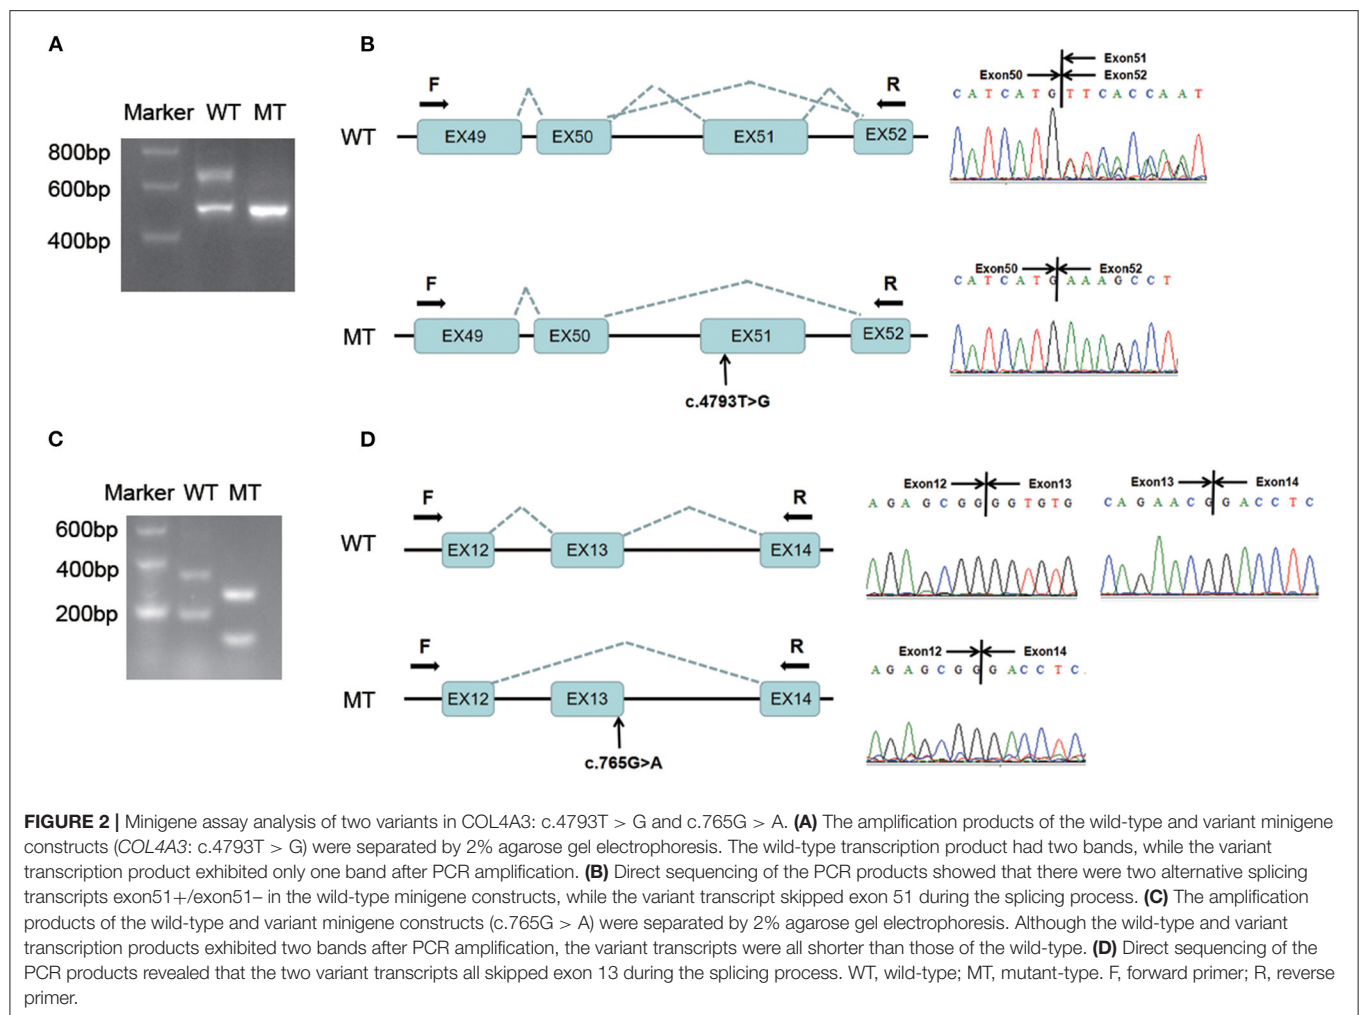 A
Marker WT MT
800bp
600bp
400bp
B
F
R
WT
EX49
EX50
EX51
EX52
Exon51
Exon50
Exon52
C A T C A T G T T C A C C A A T
F
R
MT
EX49
EX50
EX51
EX52
c.4793T>G
Exon50
Exon52
C A T C A T G A A A G C C T
C
Marker WT MT
600bp
400bp
200bp
D
F
R
WT
EX12
EX13
EX14
Exon12
Exon13
A G A G C G G G G T G T G
Exon13
Exon14
C A G A A C G G A C C T C
F
R
MT
EX12
EX13
EX14
c.765G>A
Exon12
Exon14
A G A G C G G G A C C T C
FIGURE 2 | Minigene assay analysis of two variants in COL4A3: c.4793T > G and c.765G > A. (A) The amplification products of the wild-type and variant minigene
constructs (COL4A3: c.4793T > G) were separated by 2% agarose gel electrophoresis. The wild-type transcription product had two bands, while the variant
transcription product exhibited only one band after PCR amplification. (B) Direct sequencing of the PCR products showed that there were two alternative splicing
transcripts exon51+/exon51– in the wild-type minigene constructs, while the variant transcript skipped exon 51 during the splicing process. (C) The amplification
products of the wild-type and variant minigene constructs (c.765G > A) were separated by 2% agarose gel electrophoresis. Although the wild-type and variant
transcription products exhibited two bands after PCR amplification, the variant transcripts were all shorter than those of the wild-type. (D) Direct sequencing of the
PCR products revealed that the two variant transcripts all skipped exon 13 during the splicing process. WT, wild-type; MT, mutant-type. F, forward primer; R, reverse
primer.